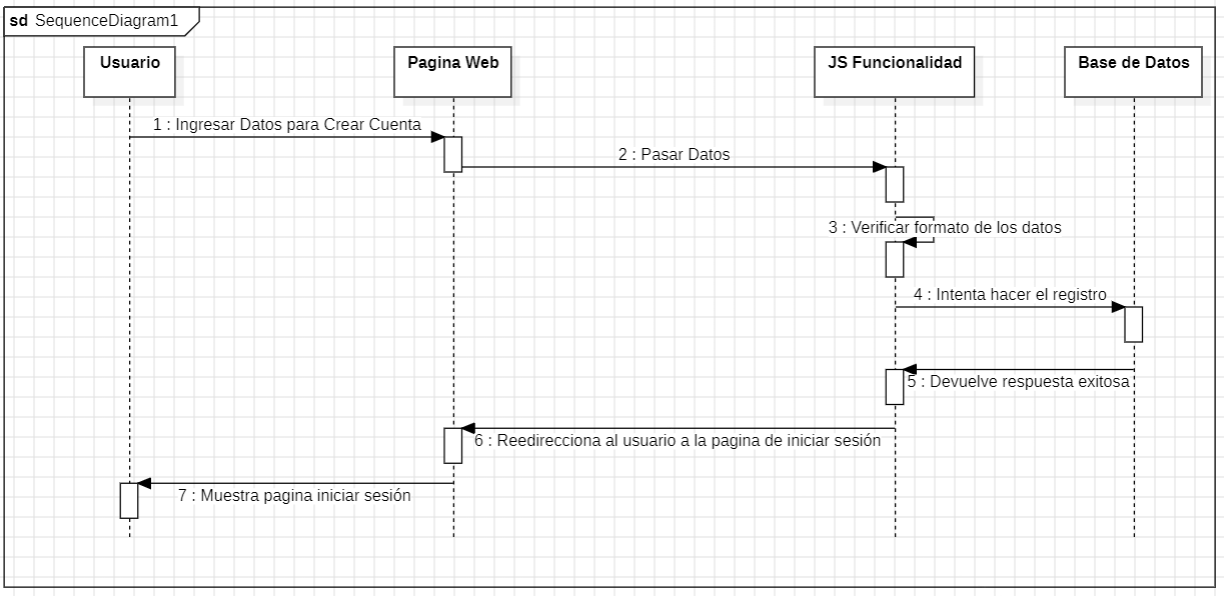 sd SequenceDiagram1
Usuario
Pagina Web
JS Funcionalidad
Base de Datos
1 : Ingresar Datos para Crear Cuenta
2 : Pasar Datos
3 : Verificar formato de los datos
4 : Intenta hacer el registro
5 : Devuelve respuesta exitosa
6 : Reedirecciona al usuario a la pagina de iniciar sesión
7 : Muestra pagina iniciar sesión